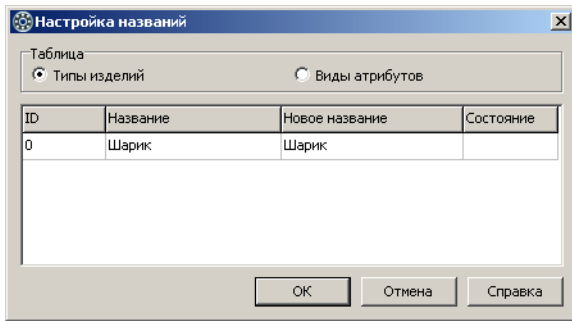 Настройка названий
Таблица
Типы изделий Виды атрибутов
ID Название Новое название Состояние
0 Шарик Шарик
OK Отмена Справка